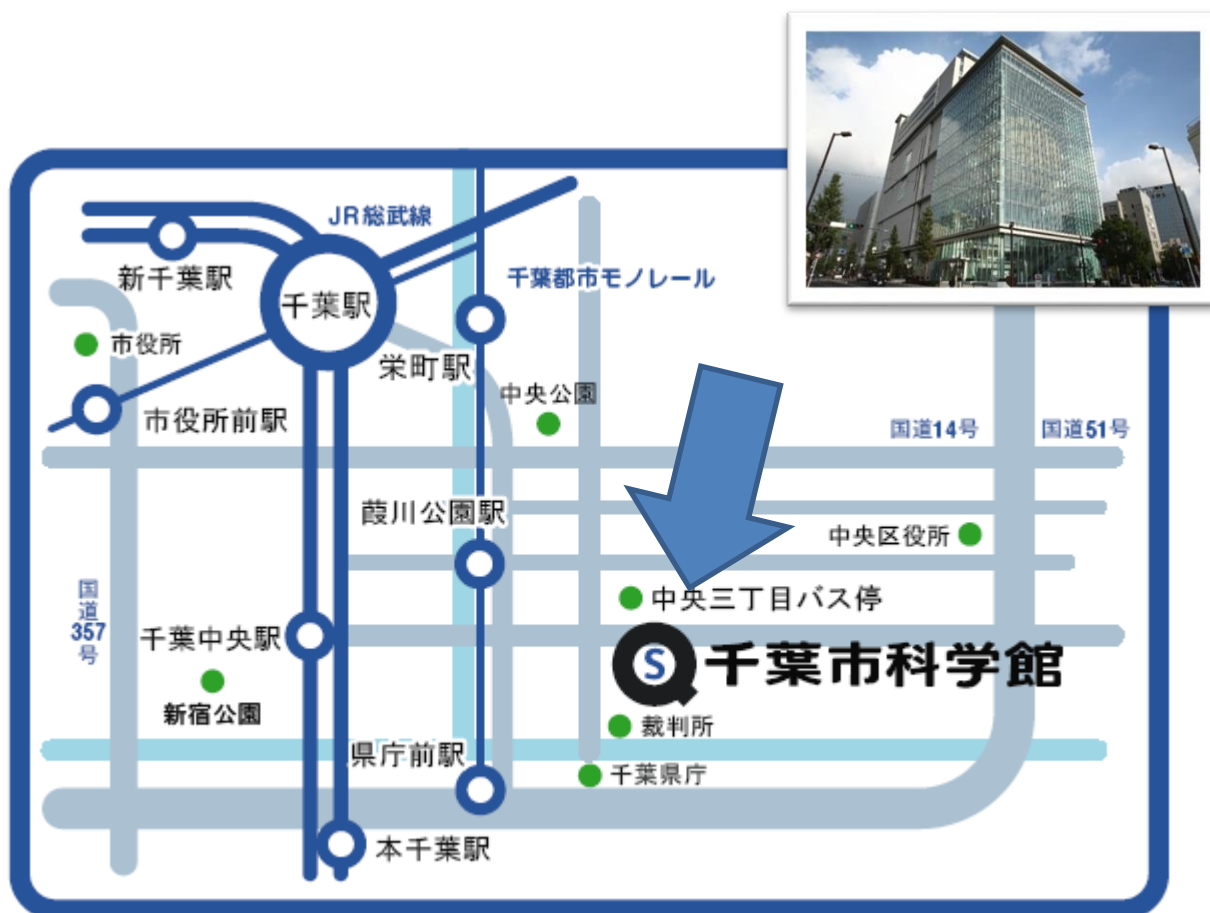 JR総武線
新千葉駅
千葉駅
千葉都市モノレール
市役所
栄町駅
中央公園
市役所前駅
国道14号
国道51号
葭川公園駅
中央区役所
国道357号
中央三丁目バス停
千葉中央駅
S千葉市科学館
新宿公園
裁判所
県庁前駅
千葉県庁
本千葉駅